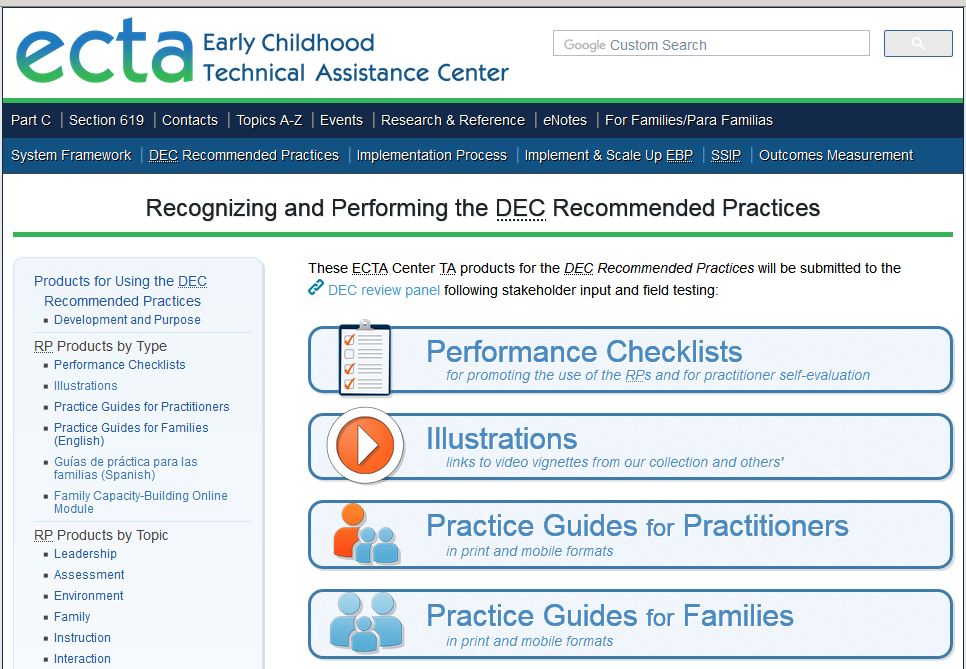 ecta Early Childhood
Technical Assistance Center
Google Custom Search
Part C | Section 619 | Contacts | Topics A-Z | Events | Research & Reference | eNotes | For Families/Para Familias
System Framework | DEC Recommended Practices | Implementation Process | Implement & Scale Up EBP | SSIP | Outcomes Measurement
Recognizing and Performing the DEC Recommended Practices
Products for Using the DEC
Recommended Practices
Development and Purpose
RP Products by Type
Performance Checklists
Illustrations
Practice Guides for Practitioners
Practice Guides for Families
(English)
Guías de práctica para las
familias (Spanish)
Family Capacity-Building Online
Module
RP Products by Topic
Leadership
Assessment
Environment
Family
Instruction
Interaction
These ECTA Center TA products for the DEC Recommended Practices will be submitted to the
DEC review panel following stakeholder input and field testing:
Performance Checklists
for promoting the use of the RPs and for practitioner self-evaluation
Illustrations
links to video vignettes from our collection and others'
Practice Guides for Practitioners
in print and mobile formats
Practice Guides for Families
in print and mobile formats